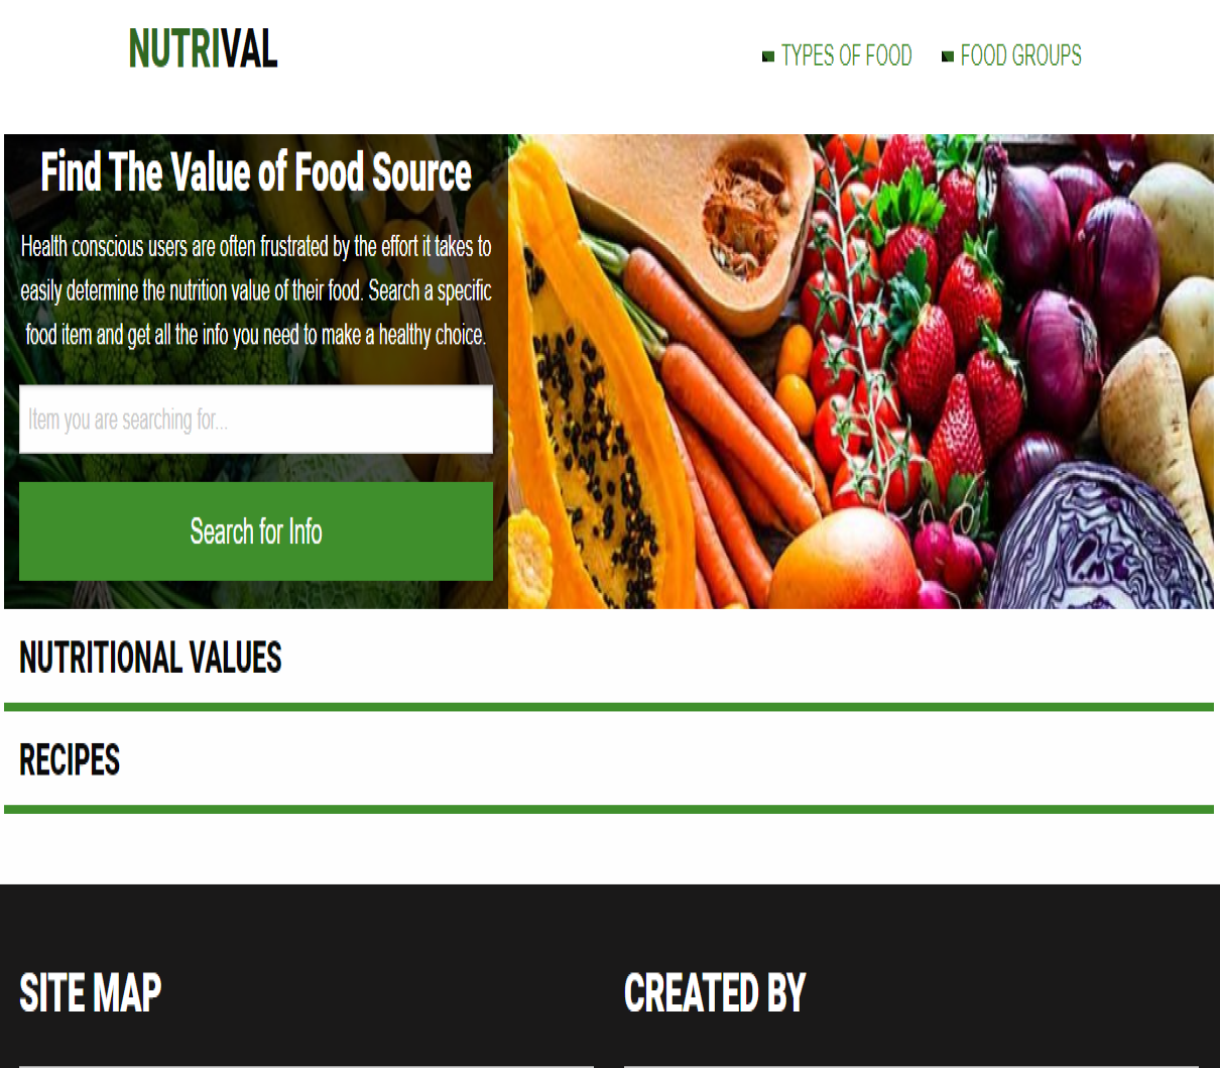 NUTRIVAL
TYPES OF FOOD
FOOD GROUPS
Find The Value of Food Source
Health conscious users are often frustrated by the effort it takes to
easily determine the nutrition value of their food. Search a specific
food item and get all the info you need to make a healthy choice.
Item you are searching for...
Search for Info
NUTRITIONAL VALUES
RECIPES
SITE MAP
CREATED BY